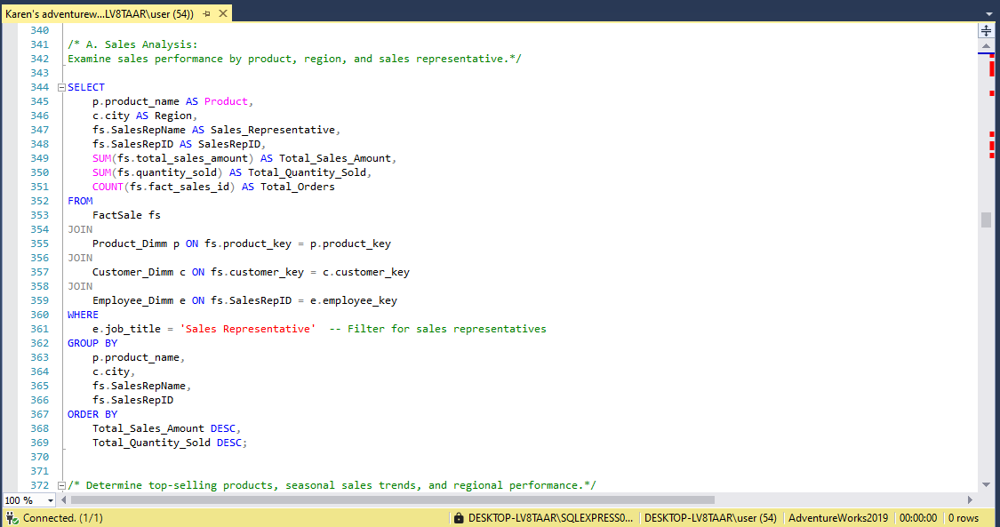 Karen's adventurew...LV8TAAR\user (54))
340
341 /* A. Sales Analysis:
342 Examine sales performance by product, region, and sales representative.*/
343
344 SELECT
345 p.product_name AS Product,
346 c.city AS Region,
347 fs.SalesRepName AS Sales_Representative,
348 fs.SalesRepID AS SalesRepID,
349 SUM(fs.total_sales_amount) AS Total_Sales_Amount,
350 SUM(fs.quantity_sold) AS Total_Quantity_Sold,
351 COUNT(fs.fact_sales_id) AS Total_Orders
352 FROM
353 FactSale fs
354 JOIN
355 Product_Dimm p ON fs.product_key = p.product_key
356 JOIN
357 Customer_Dimm c ON fs.customer_key = c.customer_key
358 JOIN
359 Employee_Dimm e ON fs.SalesRepID = e.employee_key
360 WHERE
361 e.job_title = 'Sales Representative' -- Filter for sales representatives
362 GROUP BY
363 p.product_name,
364 c.city,
365 fs.SalesRepName,
366 fs.SalesRepID
367 ORDER BY
368 Total_Sales_Amount DESC,
369 Total_Quantity_Sold DESC;
370
371
372 /* Determine top-selling products, seasonal sales trends, and regional performance.*/
100 %
Connected. (1/1) DESKTOP-LV8TAAR\SQLEXPRESS0... DESKTOP-LV8TAAR\user (54) AdventureWorks2019 00:00:00 0 rows